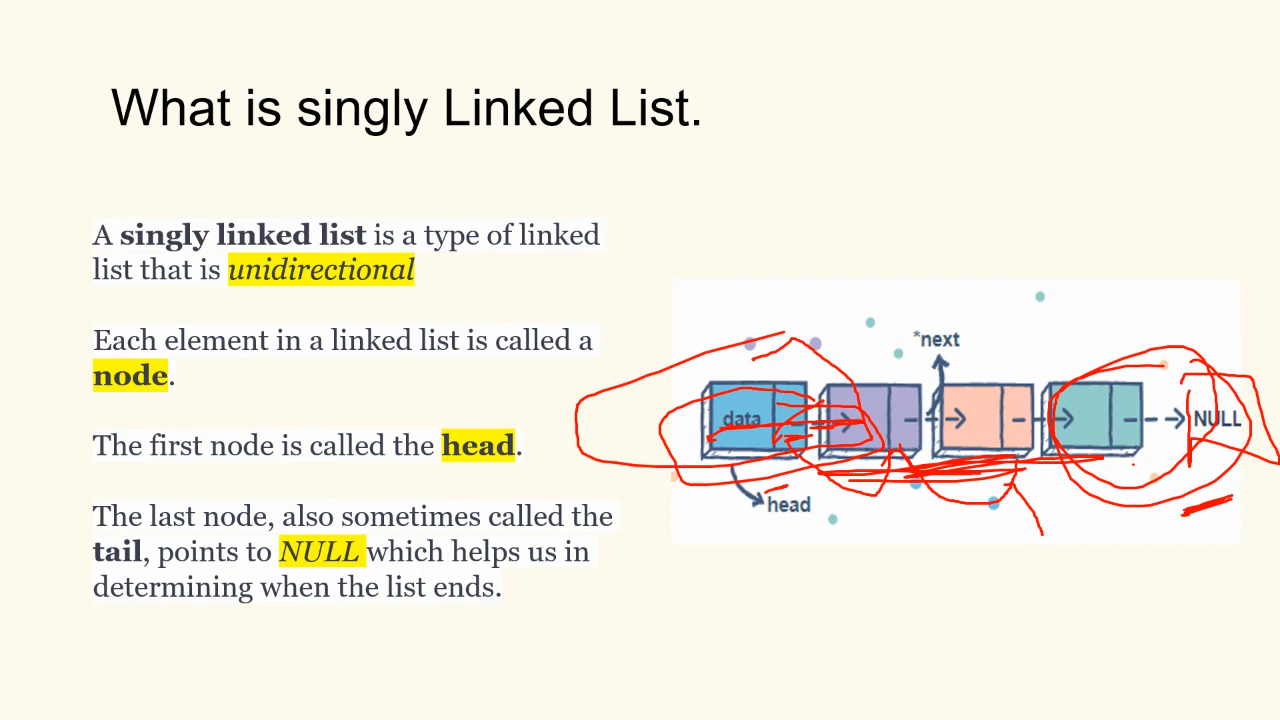 What is singly Linked List.
A singly linked list is a type of linked
list that is unidirectional
Each element in a linked list is called a
node.
The first node is called the head.
The last node, also sometimes called the
tail, points to NULL which helps us in
determining when the list ends.
*next
data
NULL
head